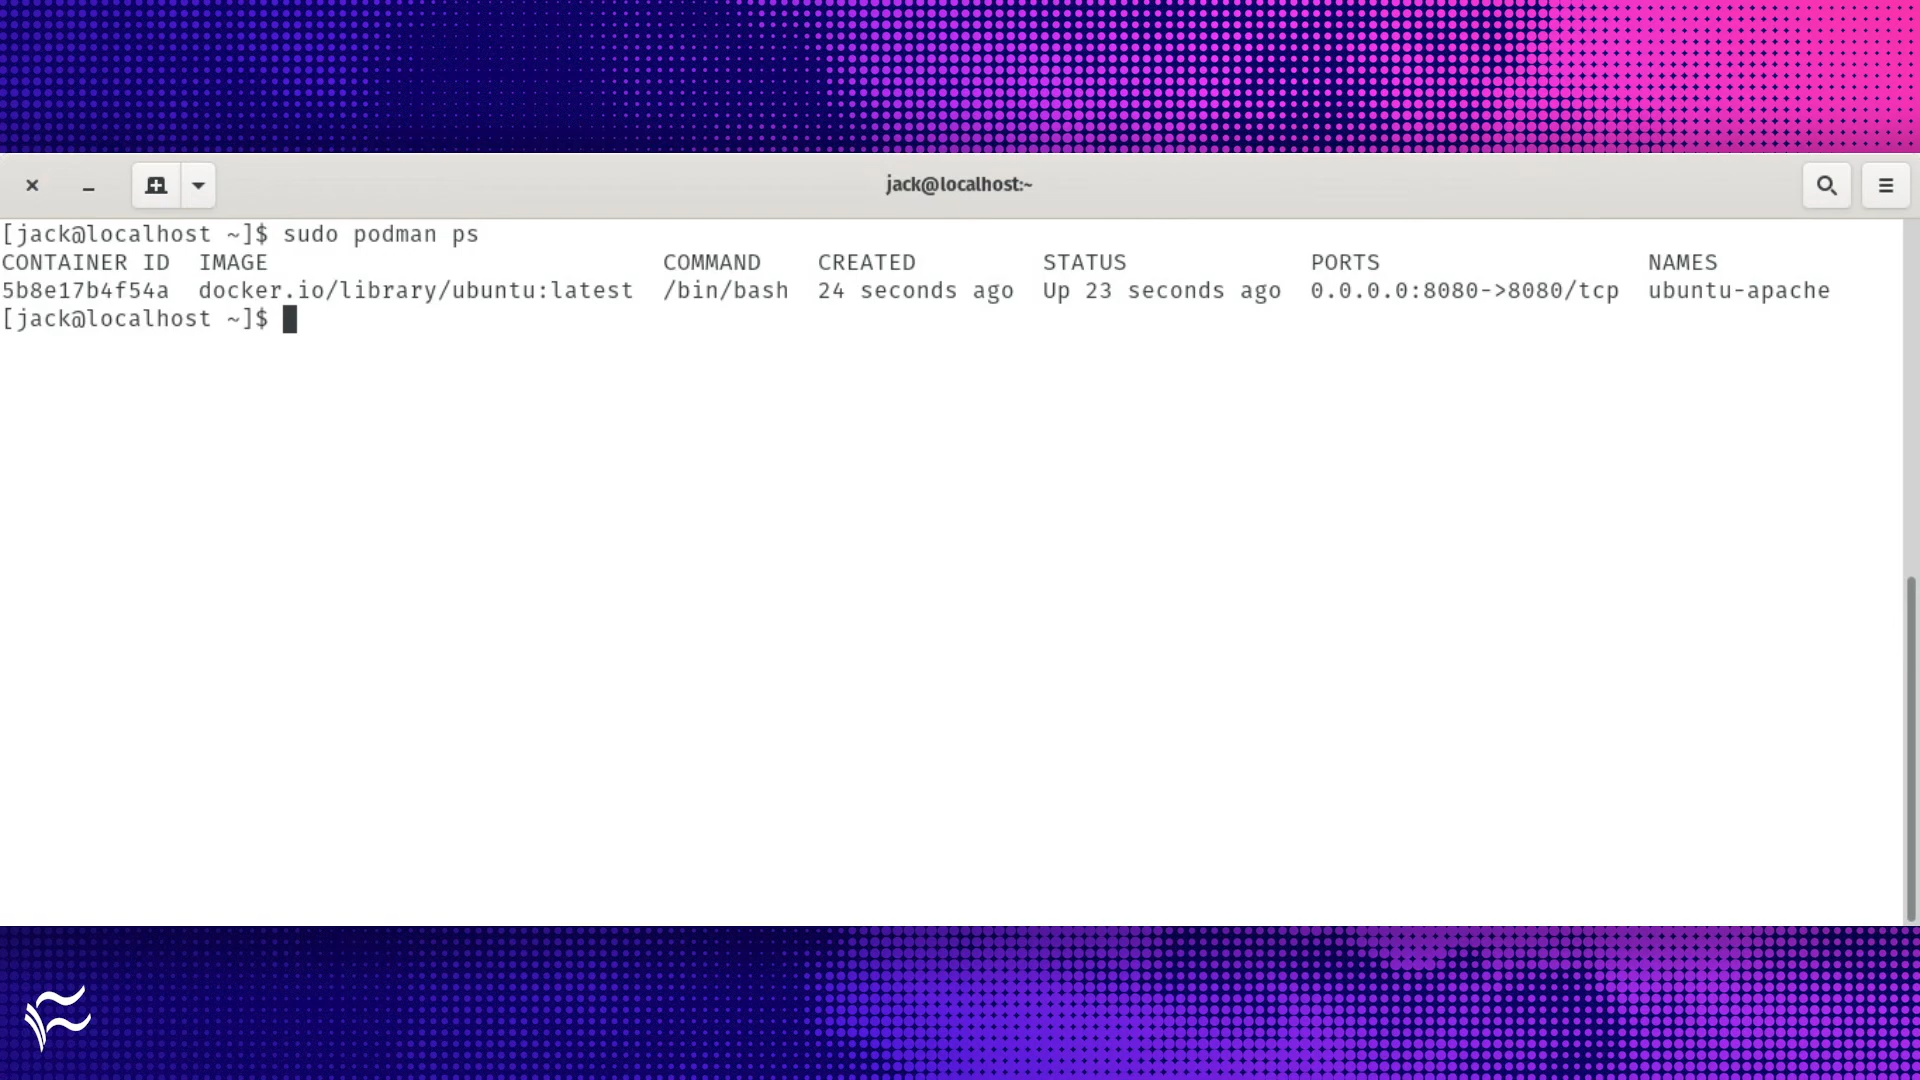 jack@localhost:~
[jack@localhost ~]$ sudo podman ps
CONTAINER ID  IMAGE                            COMMAND    CREATED         STATUS             PORTS                   NAMES
5b8e17b4f54a  docker.io/library/ubuntu:latest  /bin/bash  24 seconds ago  Up 23 seconds ago  0.0.0.0:8080->8080/tcp  ubuntu-apache
[jack@localhost ~]$